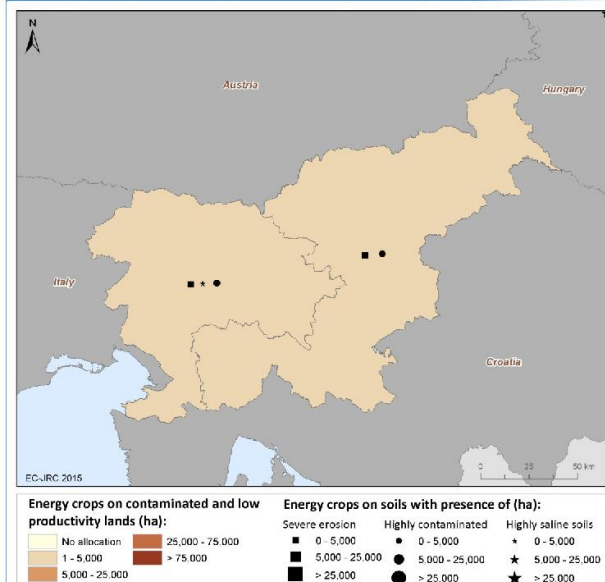 N
Austria
Hungary
Italy
Croatia
EC-JRC 2015
0 25 50 km
Energy crops on contaminated and low
productivity lands (ha):
No allocation
1 - 5,000
5,000 - 25,000
25,000 - 75,000
> 75.000
Energy crops on soils with presence of (ha):
Severe erosion
0 - 5,000
5,000 - 25,000
> 25,000
Highly contaminated
0 - 5,000
5,000 - 25,000
> 25,000
Highly saline soils
0 - 5,000
5,000 - 25,000
> 25,000